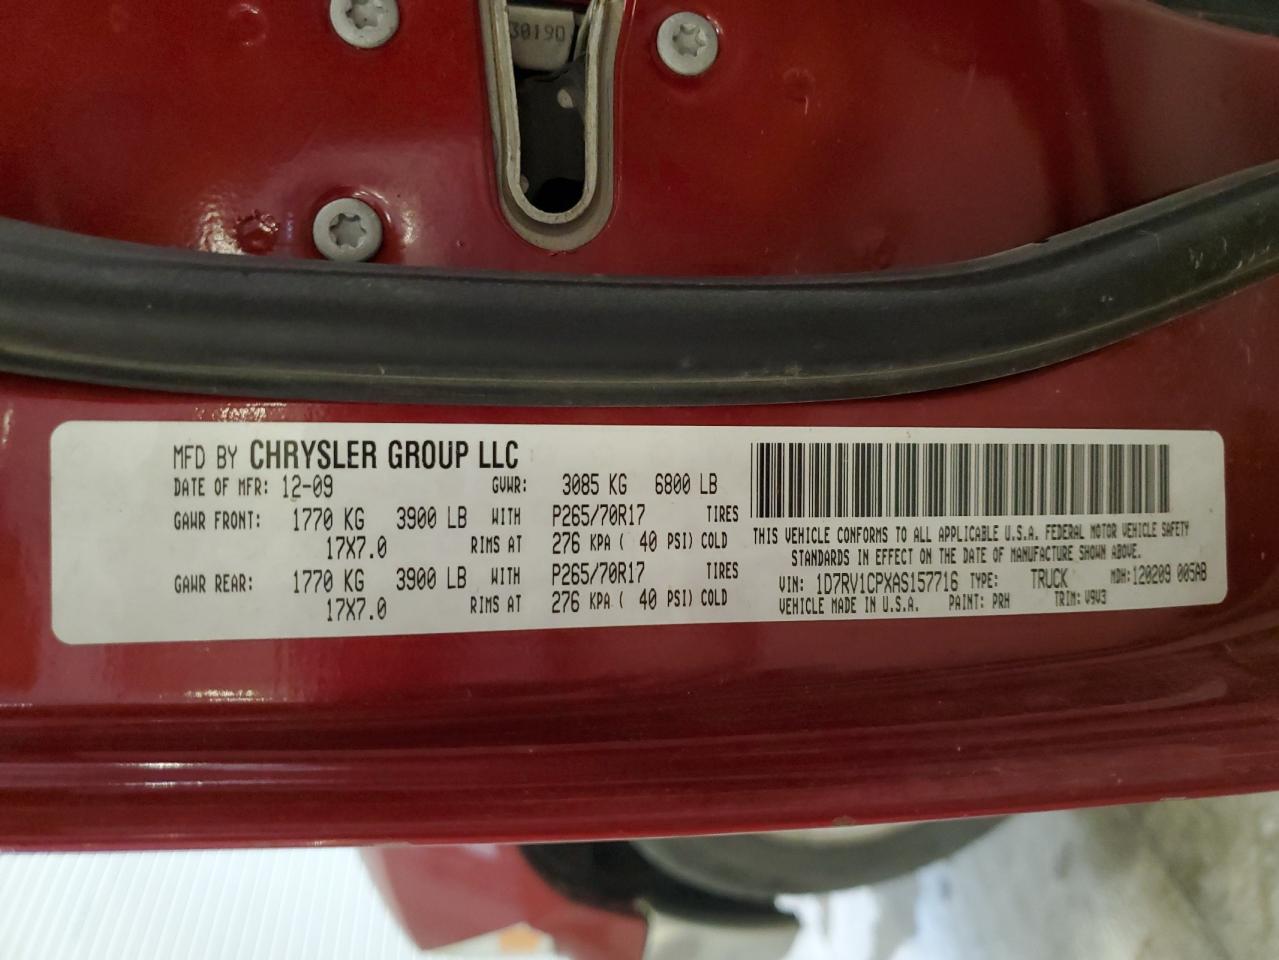 30190
MFD BY CHRYSLER GROUP LLC
DATE OF MFR: 12-09 GVWR: 3085 KG 6800 LB
GAWR FRONT: 1770 KG 3900 LB WITH P265/70R17 TIRES
17X7.0 RIMS AT 276 KPA ( 40 PSI) COLD
GAWR REAR: 1770 KG 3900 LB WITH P265/70R17 TIRES
17X7.0 RIMS AT 276 KPA ( 40 PSI) COLD
THIS VEHICLE CONFORMS TO ALL APPLICABLE U.S.A. FEDERAL MOTOR VEHICLE SAFETY
STANDARDS IN EFFECT ON THE DATE OF MANUFACTURE SHOWN ABOVE.
VIN: 1D7RV1CPXAS157716 TYPE: TRUCK MDH: 120209 005AB
VEHICLE MADE IN U.S.A. PAINT: PRH TRIM: V9V3